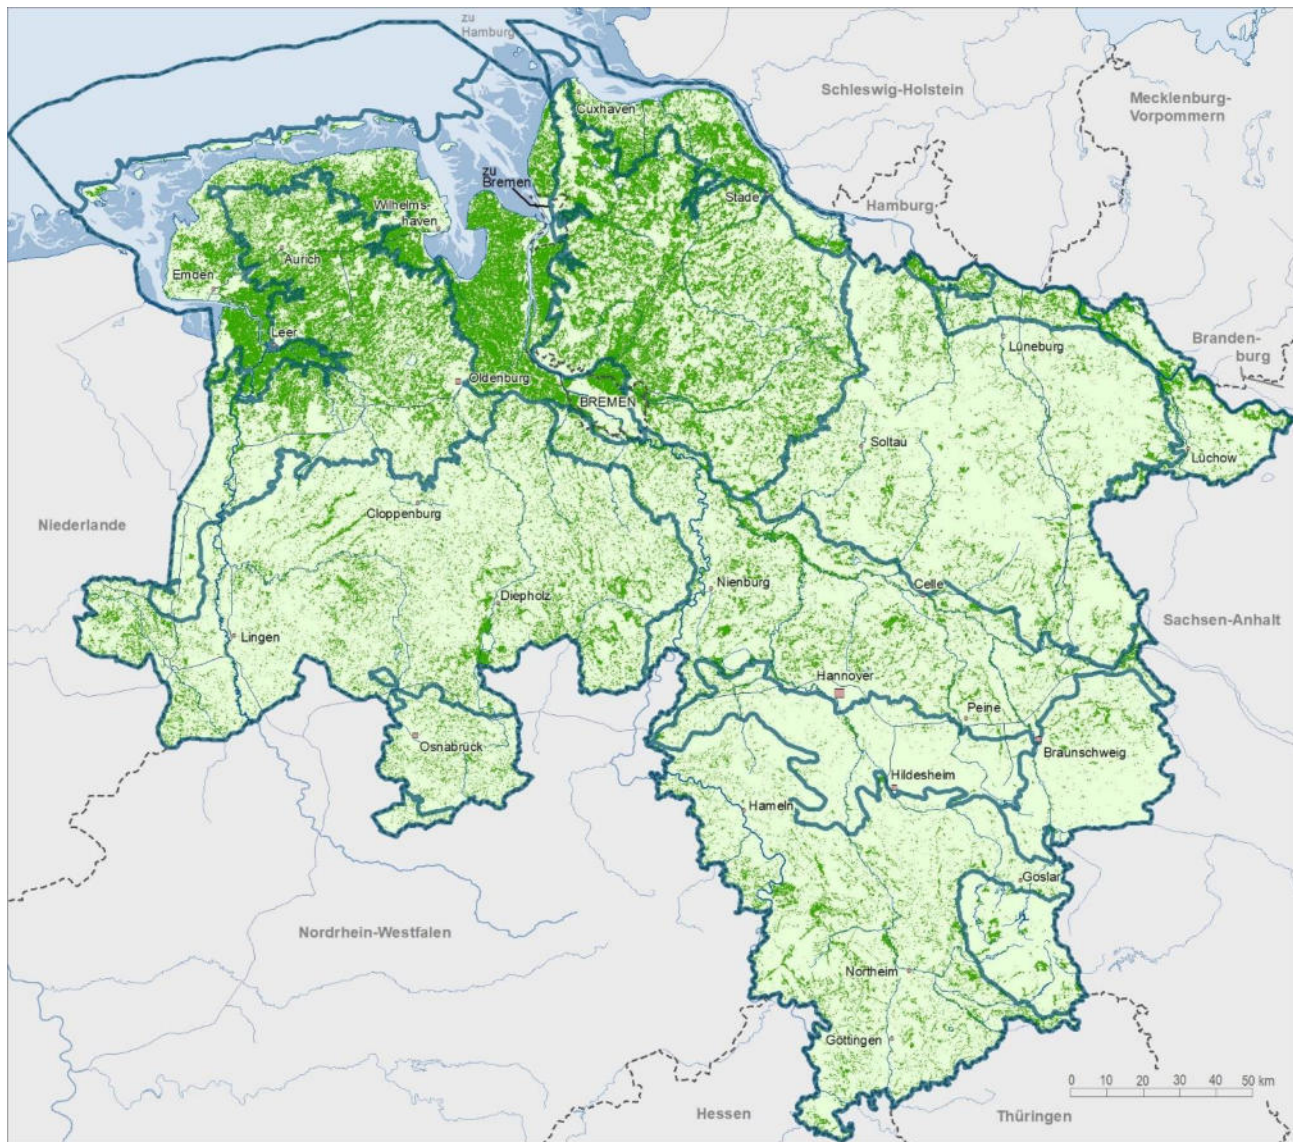 zu
Hamburg
Cuxhaven
Schleswig-Holstein
Mecklenburg-
Vorpommern
zu
Bremen
Stade
Hamburg
Wilhelms-
haven
Aurich
Emden
Leer
Lüneburg
Branden-
burg
Oldenburg
BREMEN
Soltau
Lüchow
Niederlande
Cloppenburg
Nienburg
Celle
Diepholz
Sachsen-Anhalt
Lingen
Hannover
Peine
Osnabrück
Braunschweig
Hildesheim
Hameln
Goslar
Nordrhein-Westfalen
Northeim
Göttingen
0 10 20 30 40 50 km
Hessen
Thüringen